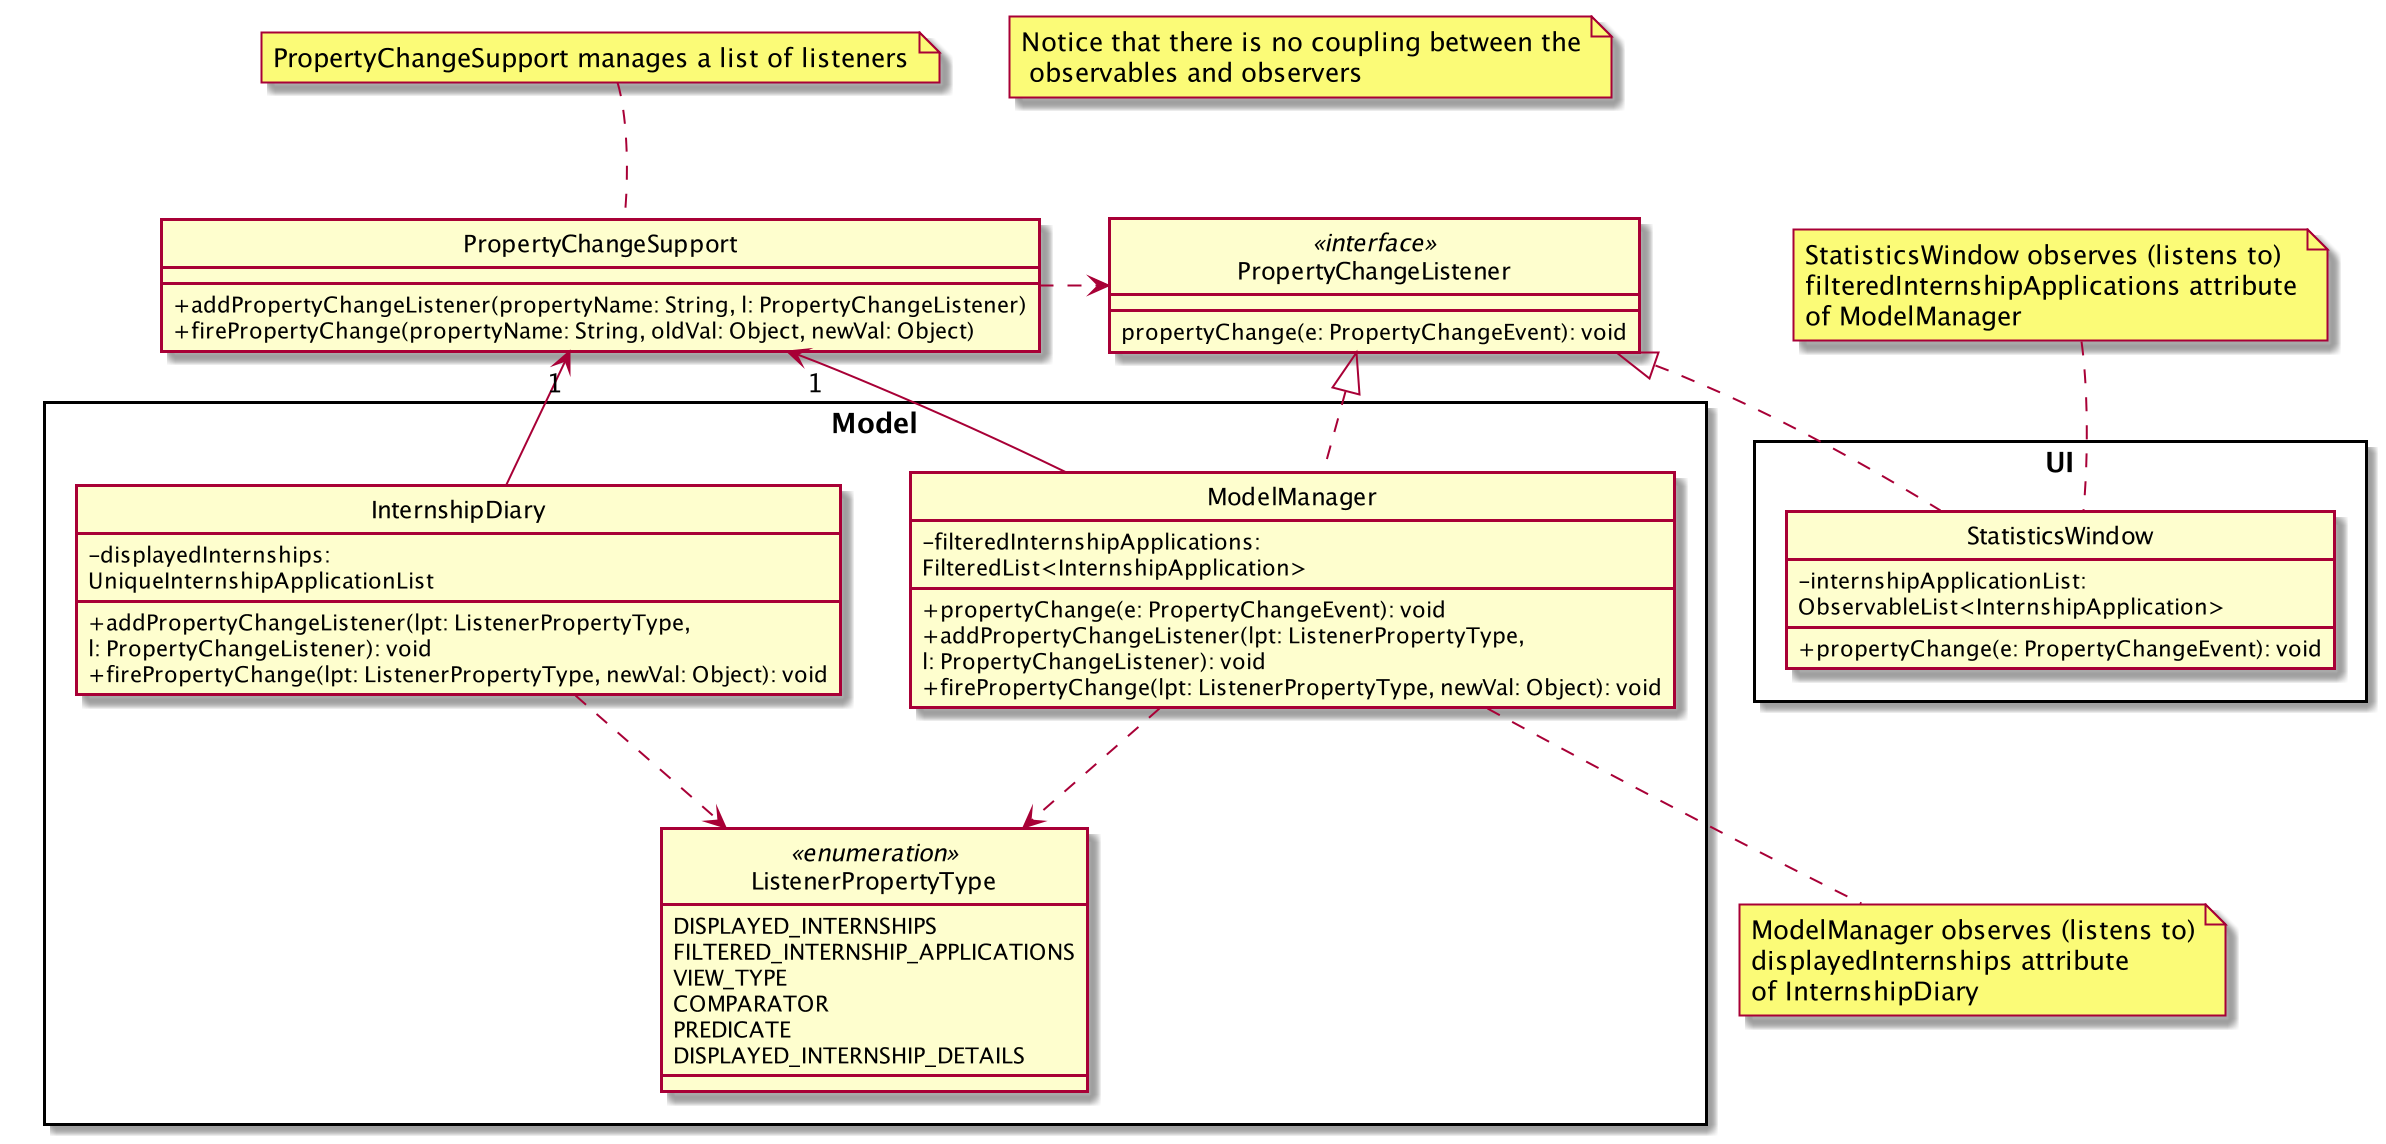 PropertyChangeSupport manages a list of listeners
Notice that there is no coupling between the
observables and observers
PropertyChangeSupport
+addPropertyChangeListener(propertyName: String, l: PropertyChangeListener)
+firePropertyChange(propertyName: String, oldVal: Object, newVal: Object)
«interface»
PropertyChangeListener
propertyChange(e: PropertyChangeEvent): void
StatisticsWindow observes (listens to)
filteredInternshipApplications attribute
of ModelManager
1
1
Model
InternshipDiary
-displayedInternships:
UniqueInternshipApplicationList
+addPropertyChangeListener(lpt: ListenerPropertyType,
l: PropertyChangeListener): void
+firePropertyChange(lpt: ListenerPropertyType, newVal: Object): void
ModelManager
-filteredInternshipApplications:
FilteredList<InternshipApplication>
+propertyChange(e: PropertyChangeEvent): void
+addPropertyChangeListener(lpt: ListenerPropertyType,
l: PropertyChangeListener): void
+firePropertyChange(lpt: ListenerPropertyType, newVal: Object): void
UI
StatisticsWindow
-internshipApplicationList:
ObservableList<InternshipApplication>
+propertyChange(e: PropertyChangeEvent): void
«enumeration»
ListenerPropertyType
DISPLAYED_INTERNSHIPS
FILTERED_INTERNSHIP_APPLICATIONS
VIEW_TYPE
COMPARATOR
PREDICATE
DISPLAYED_INTERNSHIP_DETAILS
ModelManager observes (listens to)
displayedInternships attribute
of InternshipDiary